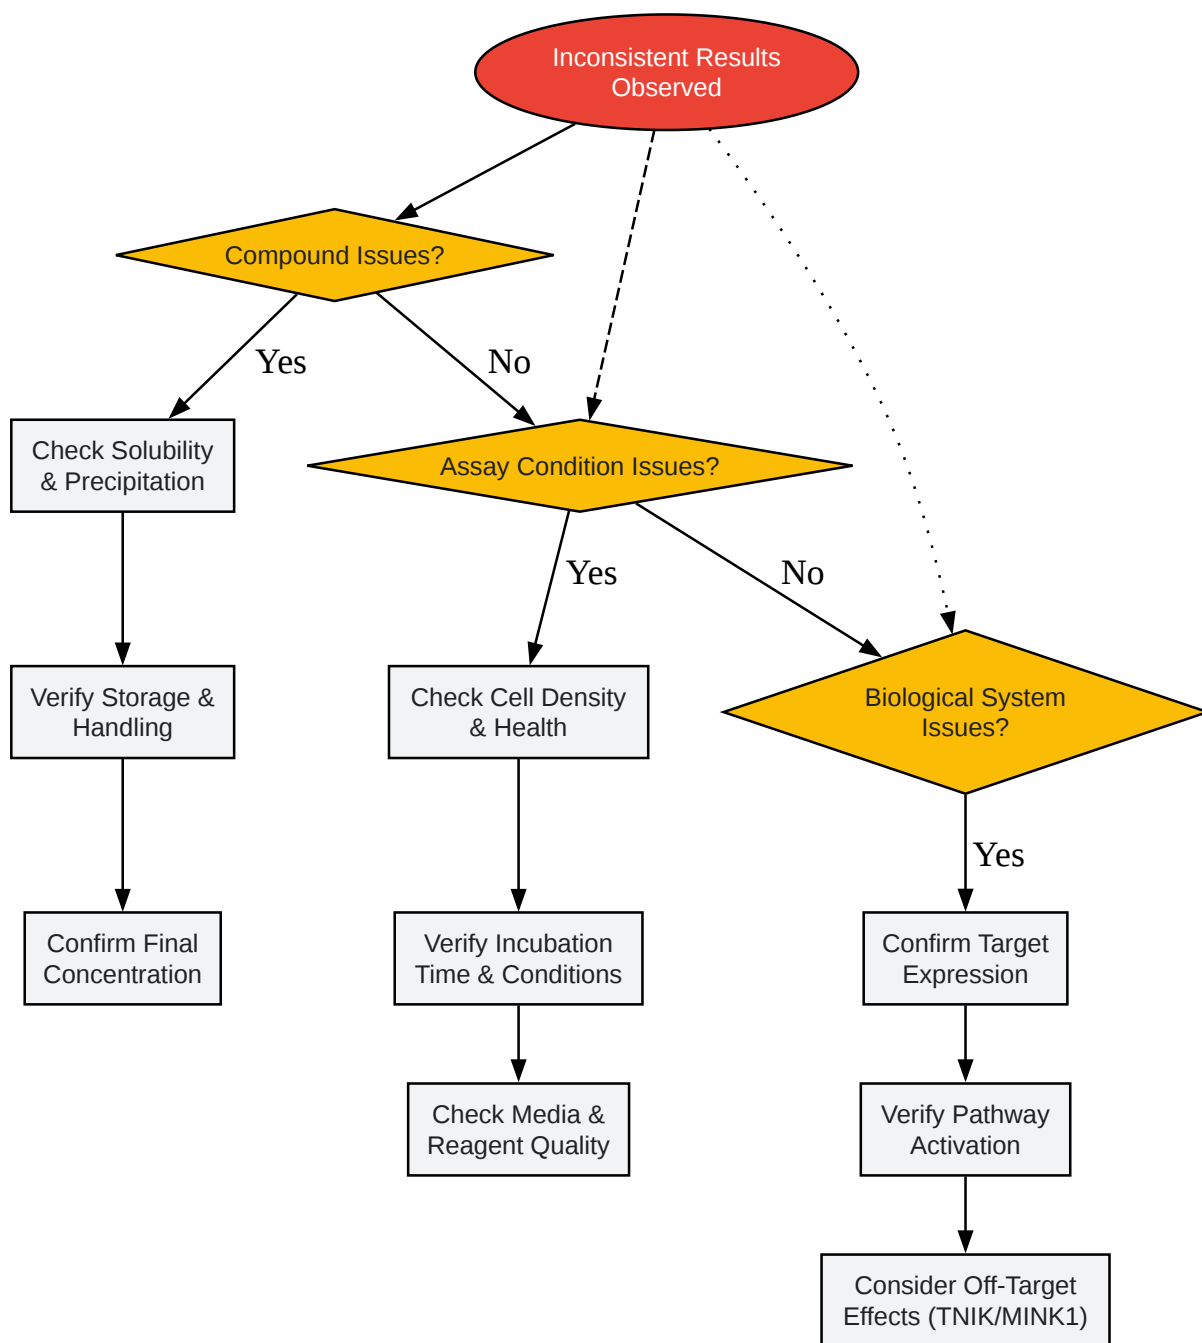 Inconsistent Results
Observed
Compound Issues?
Yes
No
Check Solubility
& Precipitation
Assay Condition Issues?
Yes
No
Verify Storage &
Handling
Check Cell Density
& Health
Biological System
Issues?
Yes
Confirm Final
Concentration
Verify Incubation
Time & Conditions
Confirm Target
Expression
Check Media &
Reagent Quality
Verify Pathway
Activation
Consider Off-Target
Effects (TNIK/MINK1)